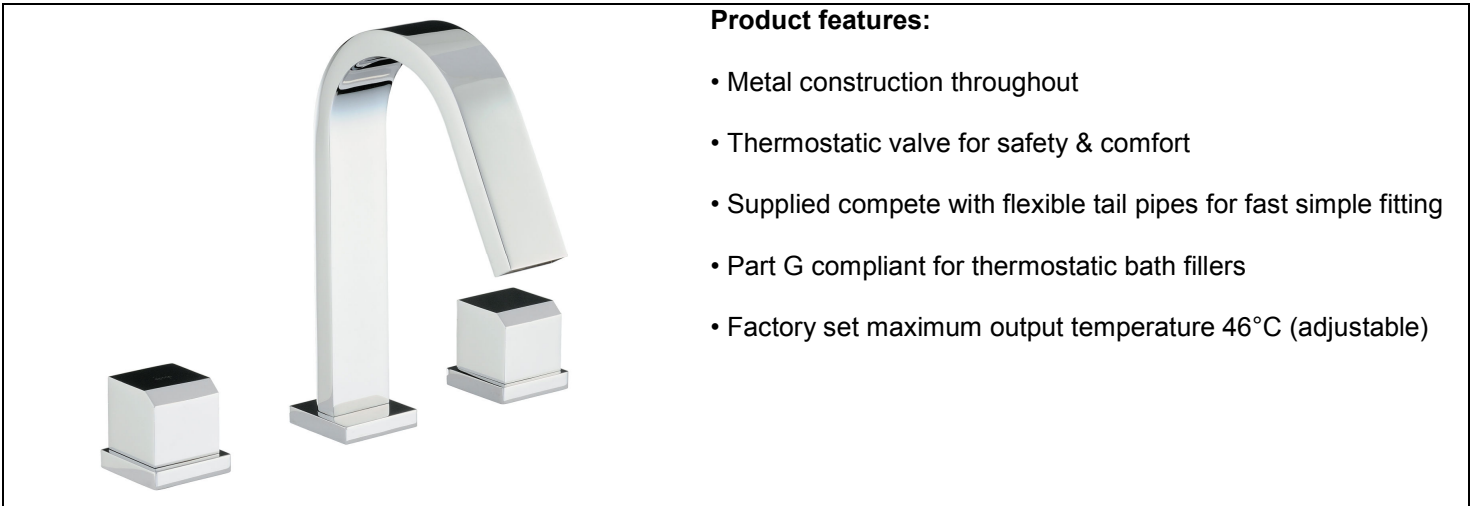 Product features:
• Metal construction throughout
• Thermostatic valve for safety & comfort
• Supplied compete with flexible tail pipes for fast simple fitting
• Part G compliant for thermostatic bath fillers
• Factory set maximum output temperature 46°C (adjustable)